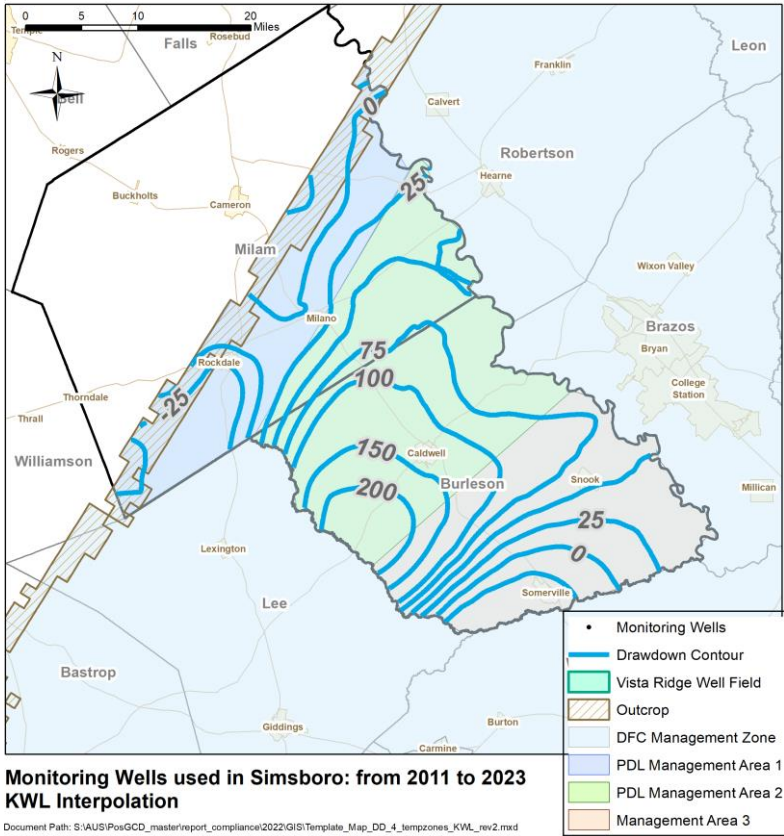 0 5 10 20
Miles
Temple
Falls
Rosebud
Leon
N
Bell
Franklin
0
Calvert
Rogers
Robertson
25
Hearne
Buckholts
Cameron
Milam
Wixon Valley
Milano
Brazos
75
Bryan
Rockdale
100
College
Station
-25
Thorndale
Thrall
150
Caldwell
Williamson
Burleson
Snook
200
Millican
25
Lexington
0
Lee
Somerville
Bastrop
Giddings
Burton
Carmine
Monitoring Wells
Drawdown Contour
Vista Ridge Well Field
Outcrop
DFC Management Zone
PDL Management Area 1
PDL Management Area 2
Management Area 3
Monitoring Wells used in Simsboro: from 2011 to 2023
KWL Interpolation
Document Path: S:\AUS\PosGCD_master\report_compliance\2022\GIS\Template_Map_DD_4_tempzones_KWL_rev2.mxd